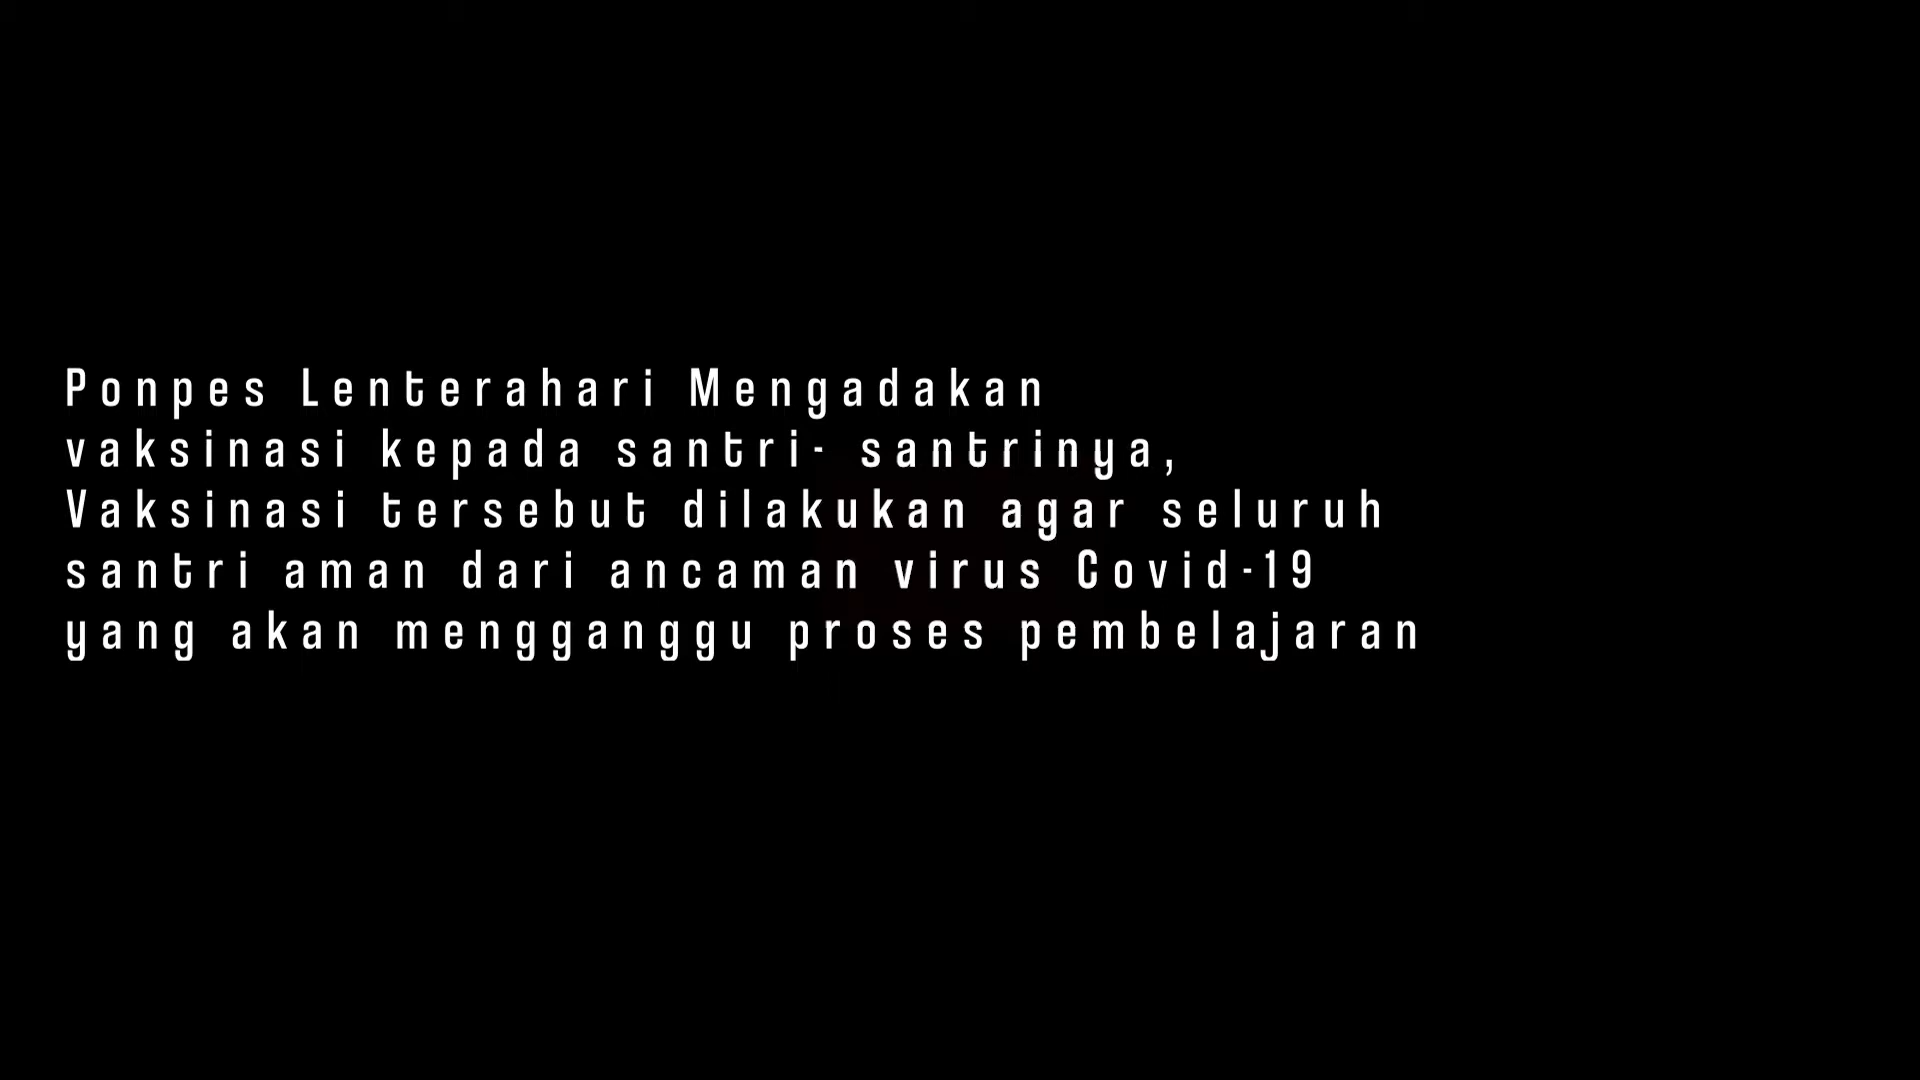 Ponpes Lenterahari Mengadakan
vaksinasi kepada santri- santrinya,
Vaksinasi tersebut dilakukan agar seluruh
santri aman dari ancaman virus Covid-19
yang akan mengganggu proses pembelajaran